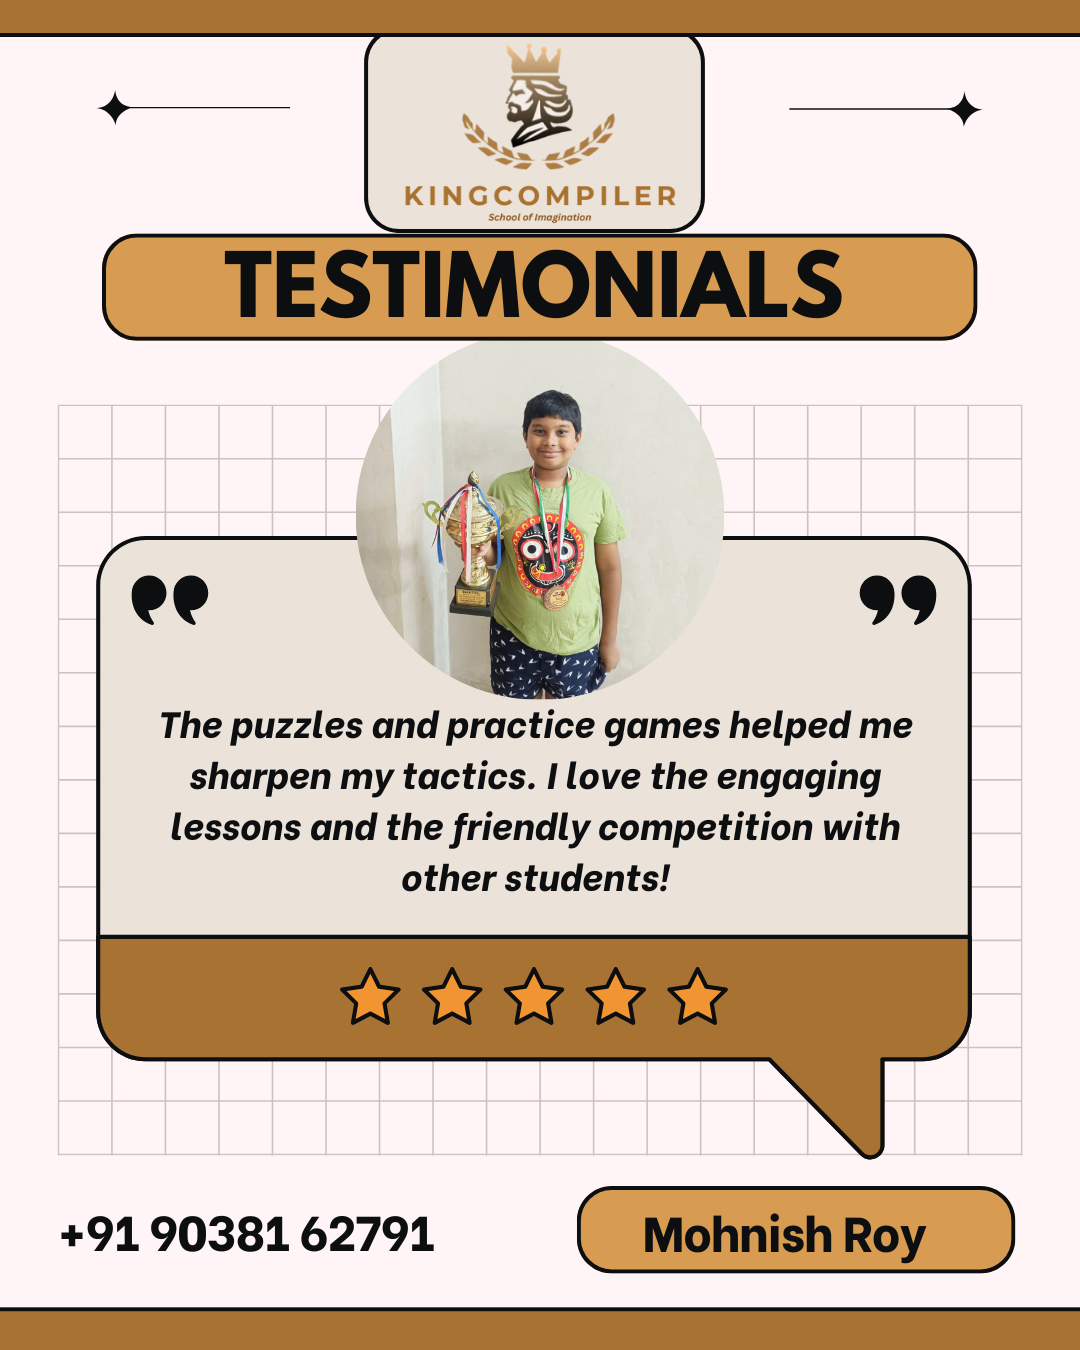 KINGCOMPILER
School of Imagination
TESTIMONIALS
The puzzles and practice games helped me
sharpen my tactics. I love the engaging
lessons and the friendly competition with
other students!
+91 90381 62791
Mohnish Roy